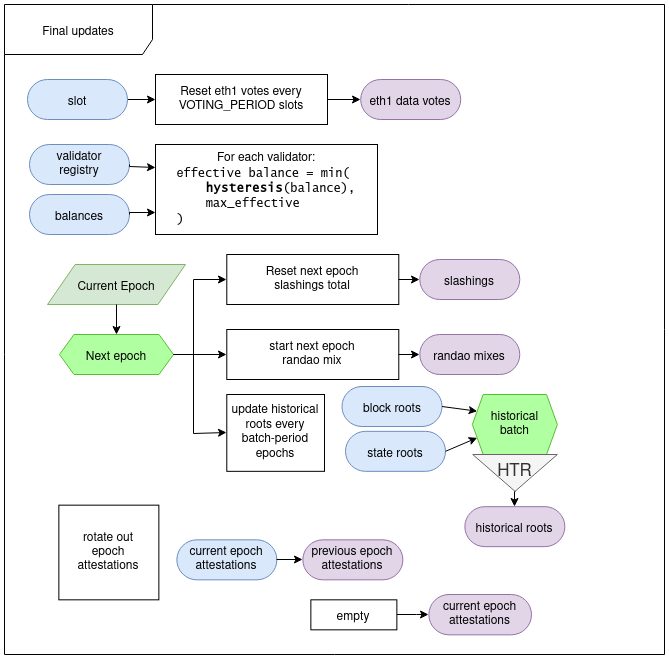 Final updates
slot
Reset eth1 votes every
VOTING_PERIOD slots
eth1 data votes
validator
registry
balances
For each validator:
effective balance = min(
hysteresis(balance),
max_effective
)
Current Epoch
Next epoch
Reset next epoch
slashings total
slashings
start next epoch
randao mix
randao mixes
update historical
roots every
batch-period
epochs
block roots
state roots
historical
batch
HTR
historical roots
rotate out
epoch
attestations
current epoch
attestations
previous epoch
attestations
empty
current epoch
attestations